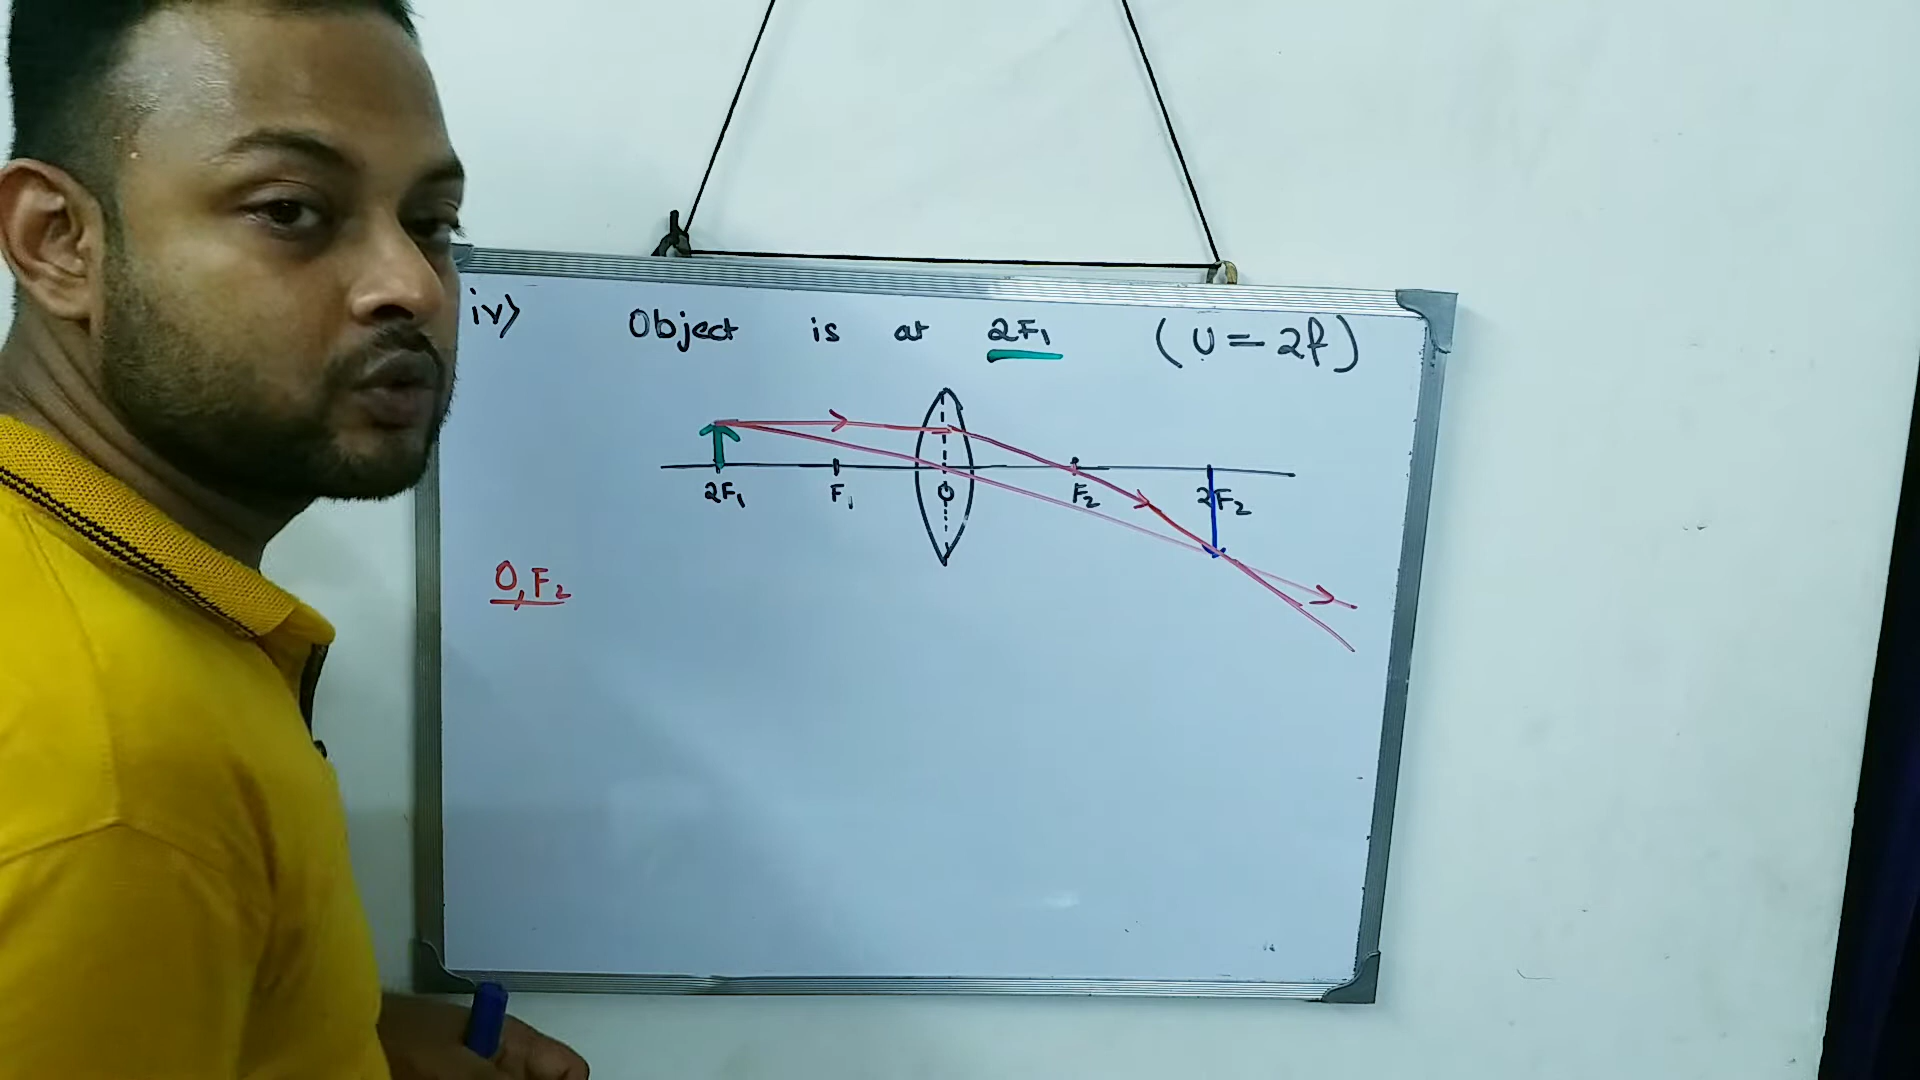 iv) Object is at 2F₁ (U = 2f)
2F₁ F₁ O F₂ 2F₂
O, F₂